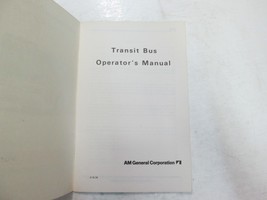 Transit Bus
Operator's Manual
AM General Corporation